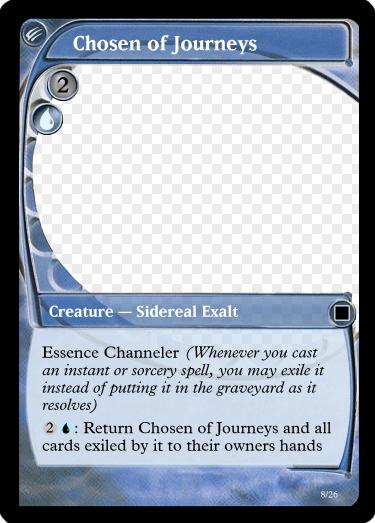 Chosen of Journeys
2
Creature — Sidereal Exalt
Essence Channeler (Whenever you cast
an instant or sorcery spell, you may exile it
instead of putting it in the graveyard as it
resolves)
2 : Return Chosen of Journeys and all
cards exiled by it to their owners hands
8/26